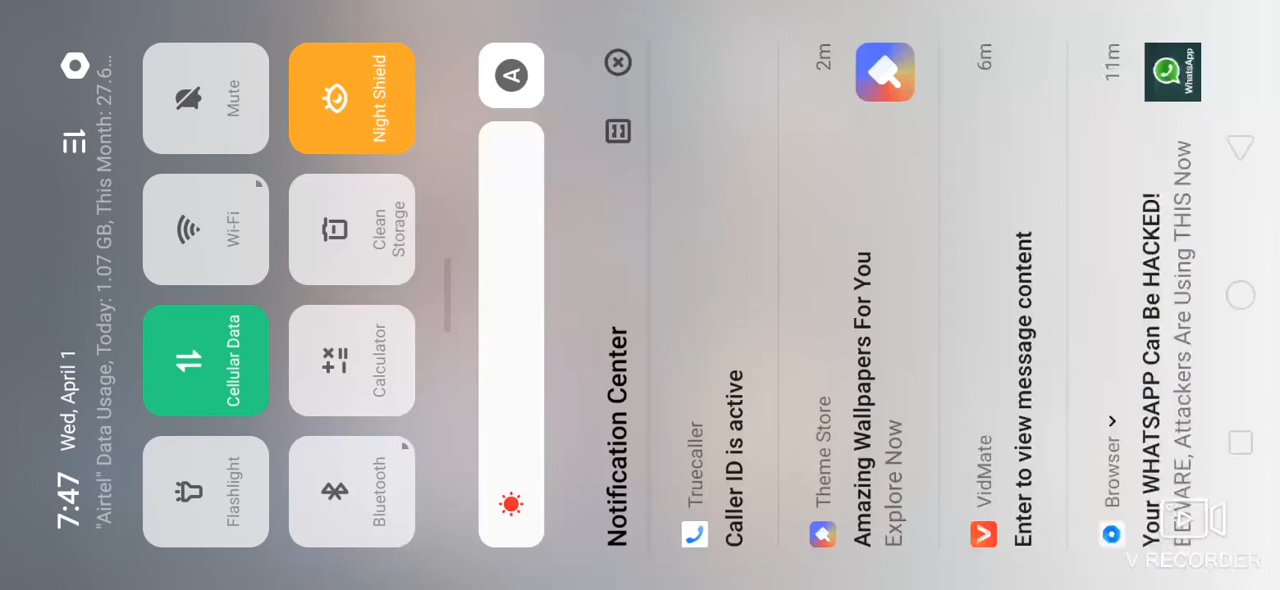 7:47 Wed, April 1
"Airtel" Data Usage, Today: 1.07 GB, This Month: 27.6...
Flashlight
Cellular Data
Wi-Fi
Mute
Bluetooth
Calculator
Clean
Storage
Night Shield
A
Notification Center
Truecaller
Caller ID is active
Theme Store 2m
Amazing Wallpapers For You
Explore Now
VidMate 6m
Enter to view message content
Browser 11m
Your WHATSAPP Can Be HACKED!
BEWARE, Attackers Are Using THIS Now
WhatsApp
V RECORDER